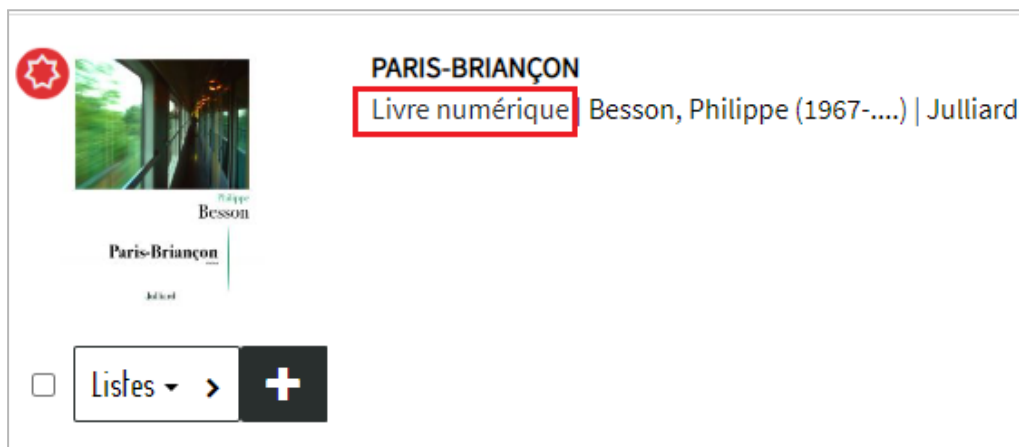 PARIS-BRIANÇON
Livre numérique | Besson, Philippe (1967-....) | Julliard
Philippe
Besson
Paris-Briançon
Julliard
Listes